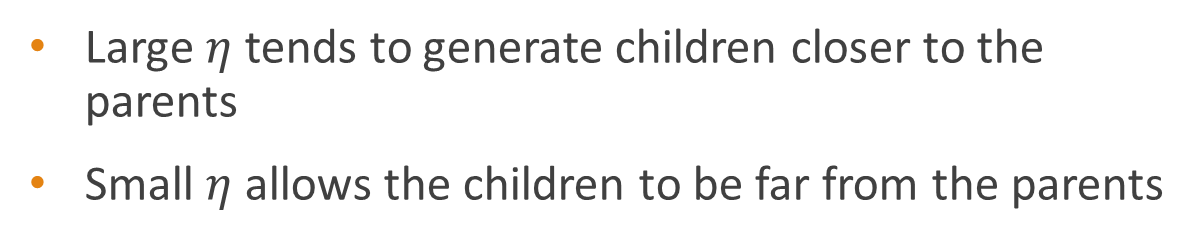 • Large η tends to generate children closer to the
parents
• Small η allows the children to be far from the parents